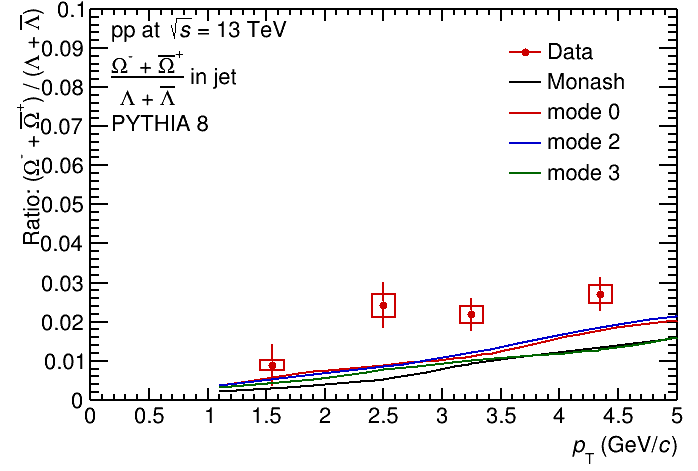 pp at √s = 13 TeV
Ω⁻ + Ω̅⁺
Λ + Λ̅
in jet
PYTHIA 8
Data
Monash
mode 0
mode 2
mode 3
Ratio: (Ω⁻ + Ω̅⁺) / (Λ + Λ̅)
0.1
0.09
0.08
0.07
0.06
0.05
0.04
0.03
0.02
0.01
0
0 0.5 1 1.5 2 2.5 3 3.5 4 4.5 5
p_T (GeV/c)